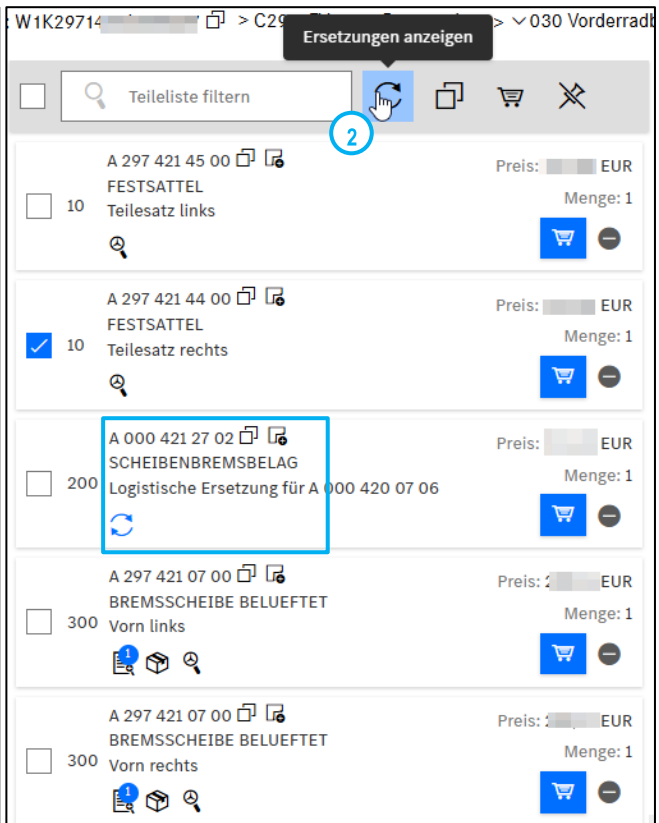 : W1K29714 > C29 > 030 Vorderradb
Ersetzungen anzeigen
Teileliste filtern
2
A 297 421 45 00
Preis: EUR
FESTSATTEL
Menge: 1
10
Teilesatz links
A 297 421 44 00
Preis: EUR
FESTSATTEL
Menge: 1
10
Teilesatz rechts
A 000 421 27 02
Preis: EUR
SCHEIBENBREMSBELAG
Menge: 1
200
Logistische Ersetzung für A 000 420 07 06
A 297 421 07 00
Preis: 2 EUR
BREMSSCHEIBE BELUEFTET
Menge: 1
300
Vorn links
1
A 297 421 07 00
Preis: EUR
BREMSSCHEIBE BELUEFTET
Menge: 1
300
Vorn rechts
1